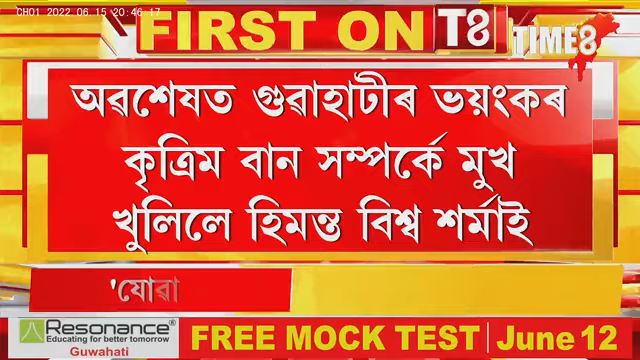 CH01 2022.06.15 20:46:17
FIRST ON T8
TIME8
অৱশেষত গুৱাহাটীৰ ভয়ংকৰ
কৃত্ৰিম বান সম্পৰ্কে মুখ
খুলিলে হিমন্ত বিশ্ব শৰ্মাই
'যোৱা
Resonance®
Educating for better tomorrow
Guwahati
FREE MOCK TEST June 12